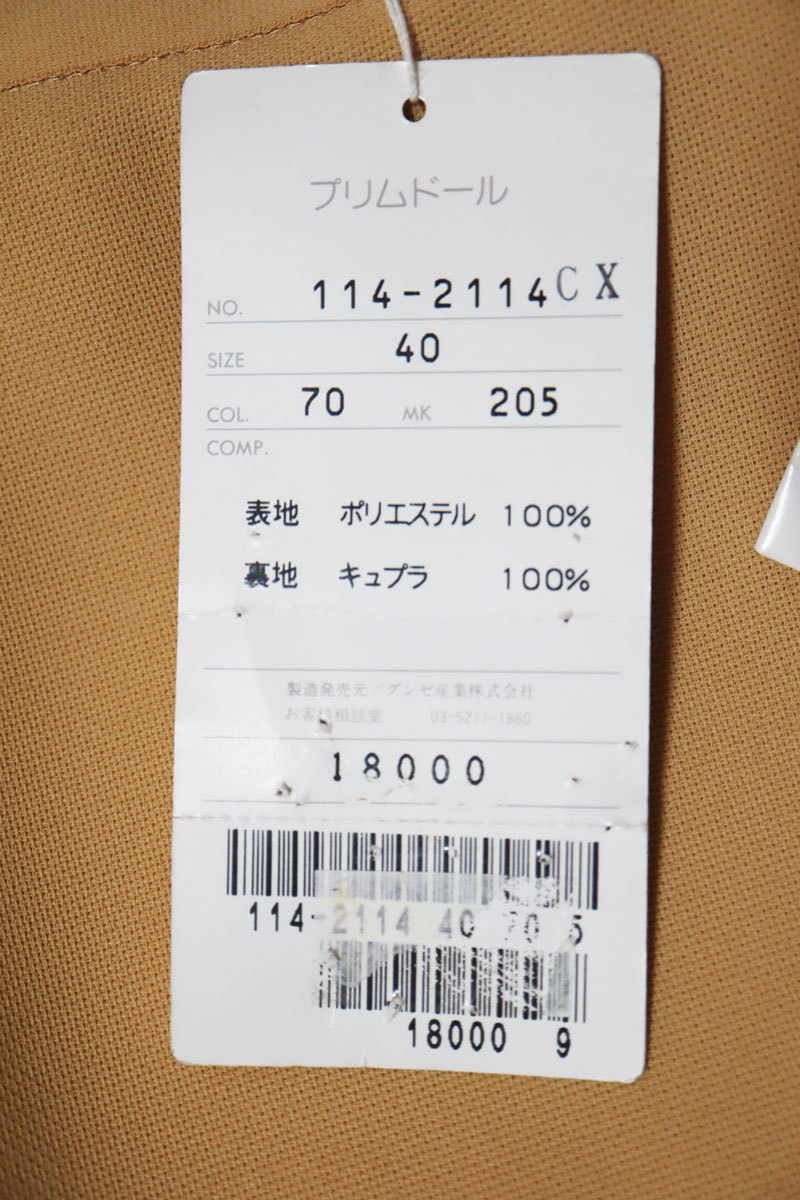 プリムドール
NO. 114-2114CX
SIZE 40
COL. 70 MK 205
COMP.
表地 ポリエステル 100%
裏地 キュプラ 100%
製造発売元/グンゼ産業株式会社
お客様相談室 03-5211-1860
18000
114-2114 40 70 5
18000 9